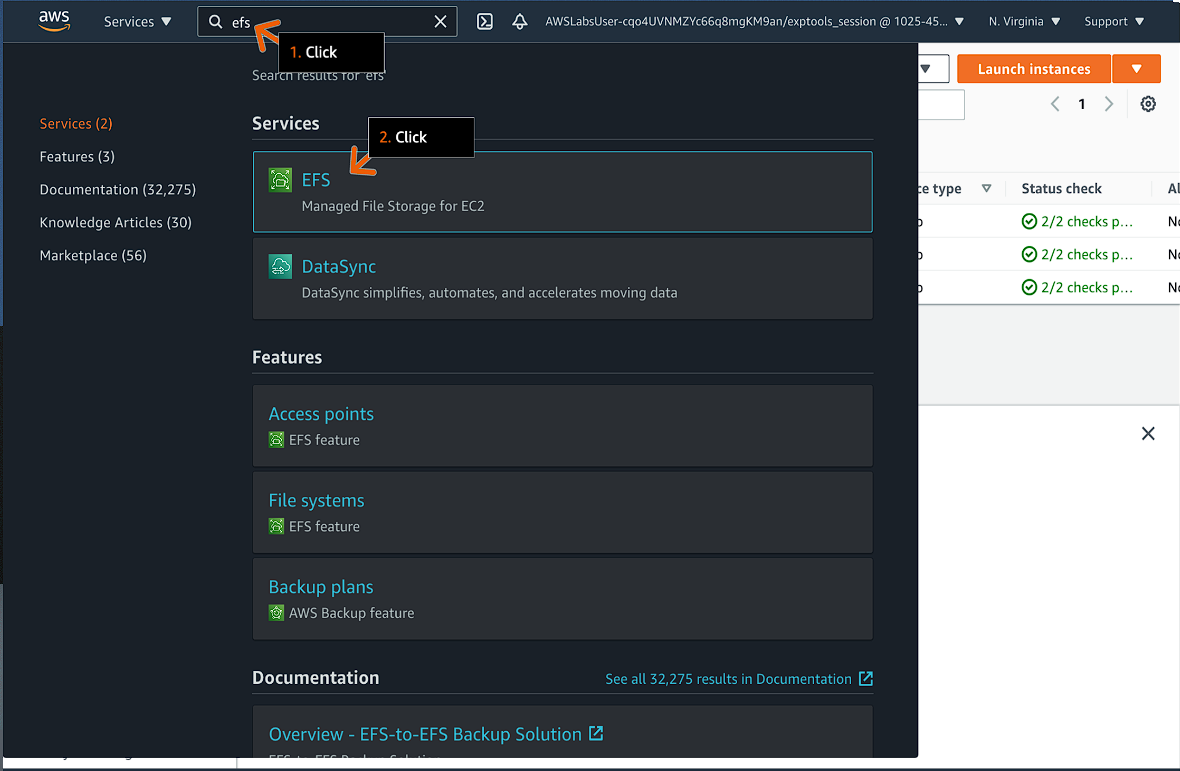 aws
Services
efs
AWSLabsUser-cqo4UVNMZYc66q8mgKM9an/exptools_session @ 1025-45...
N. Virginia
Support
1. Click
Search results for 'efs'
Launch instances
1
Services (2)
Features (3)
Documentation (32,275)
Knowledge Articles (30)
Marketplace (56)
Services
2. Click
EFS
Managed File Storage for EC2
DataSync
DataSync simplifies, automates, and accelerates moving data
Features
Access points
EFS feature
File systems
EFS feature
Backup plans
AWS Backup feature
Documentation
See all 32,275 results in Documentation
Overview - EFS-to-EFS Backup Solution
ce type
Status check
Al
2/2 checks p...
No
2/2 checks p...
No
2/2 checks p...
No